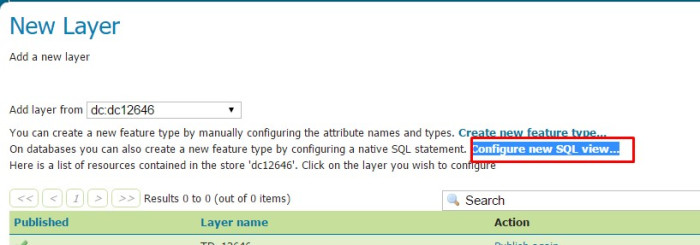 New Layer
Add a new layer
Add layer from dc:dc12646
You can create a new feature type by manually configuring the attribute names and types. Create new feature type...
On databases you can also create a new feature type by configuring a native SQL statement. Configure new SQL view...
Here is a list of resources contained in the store 'dc12646'. Click on the layer you wish to configure
<< < 1 > >> Results 0 to 0 (out of 0 items) Search
Published Layer name Action